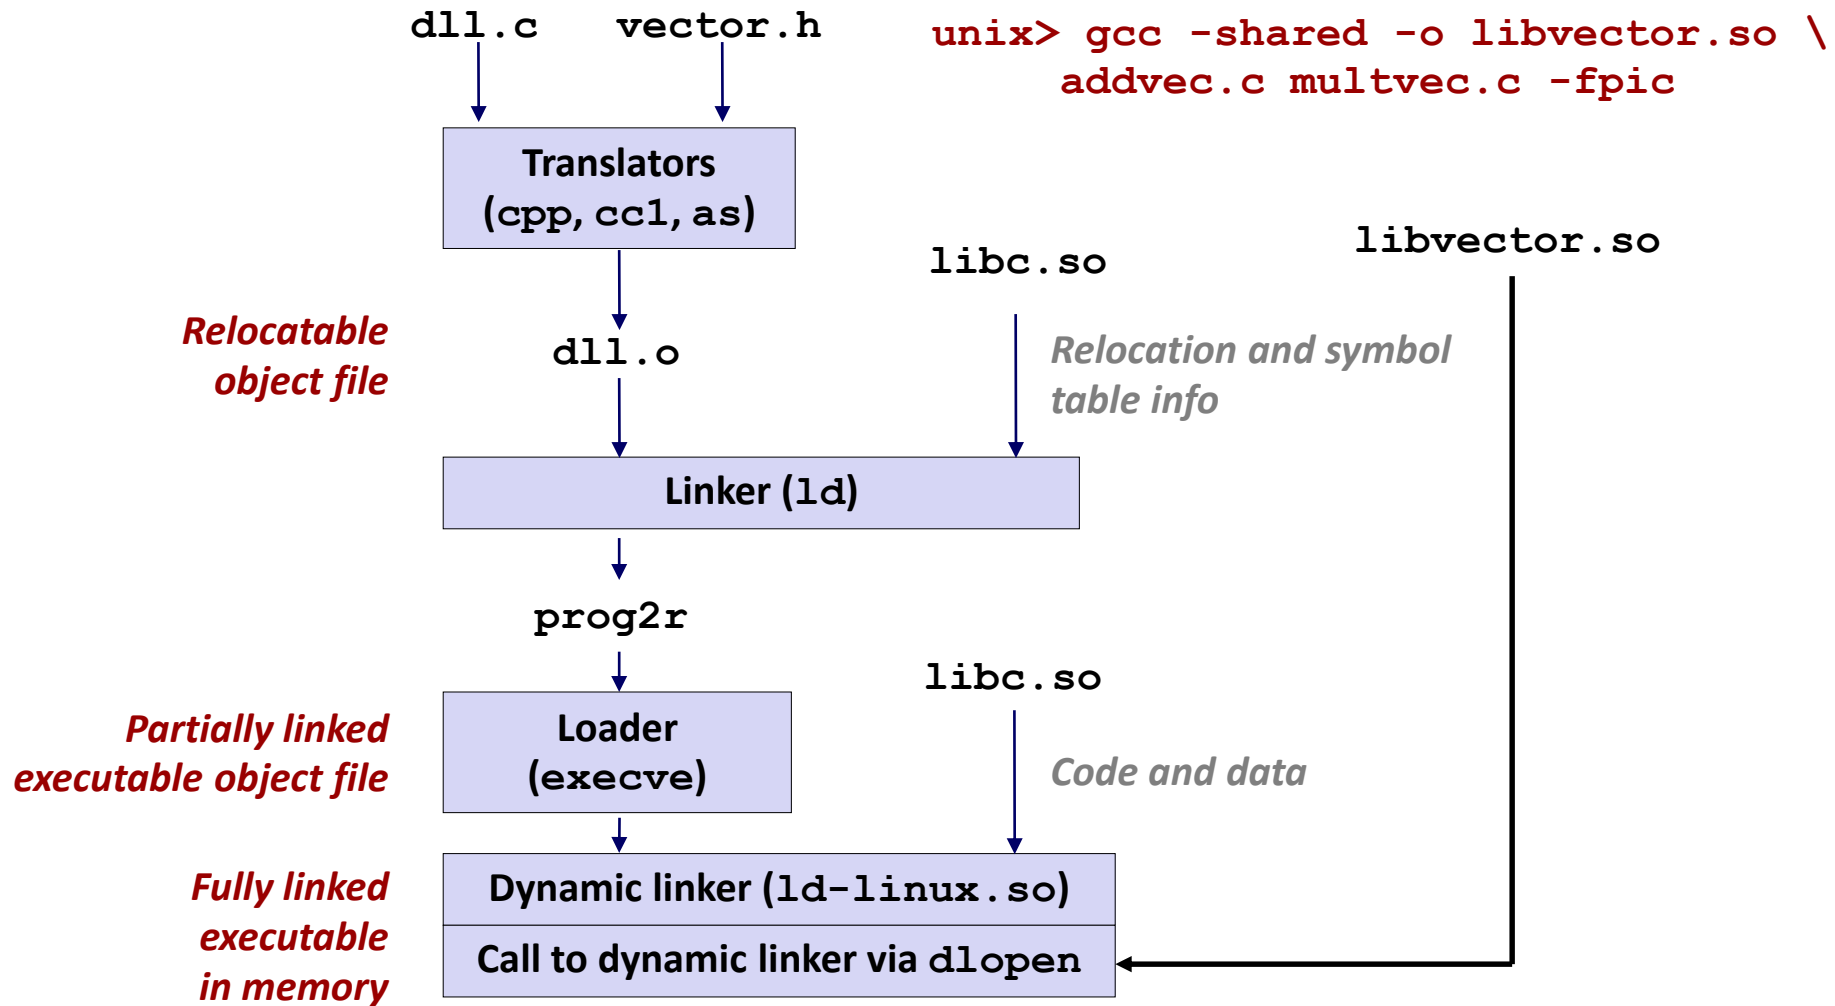 dll.c vector.h
unix> gcc -shared -o libvector.so \
addvec.c multvec.c -fpic
Translators
(cpp, cc1, as)
libc.so
libvector.so
Relocatable
object file
dll.o
Relocation and symbol
table info
Linker (ld)
prog2r
libc.so
Partially linked
executable object file
Loader
(execve)
Code and data
Fully linked
executable
in memory
Dynamic linker (ld-linux.so)
Call to dynamic linker via dlopen